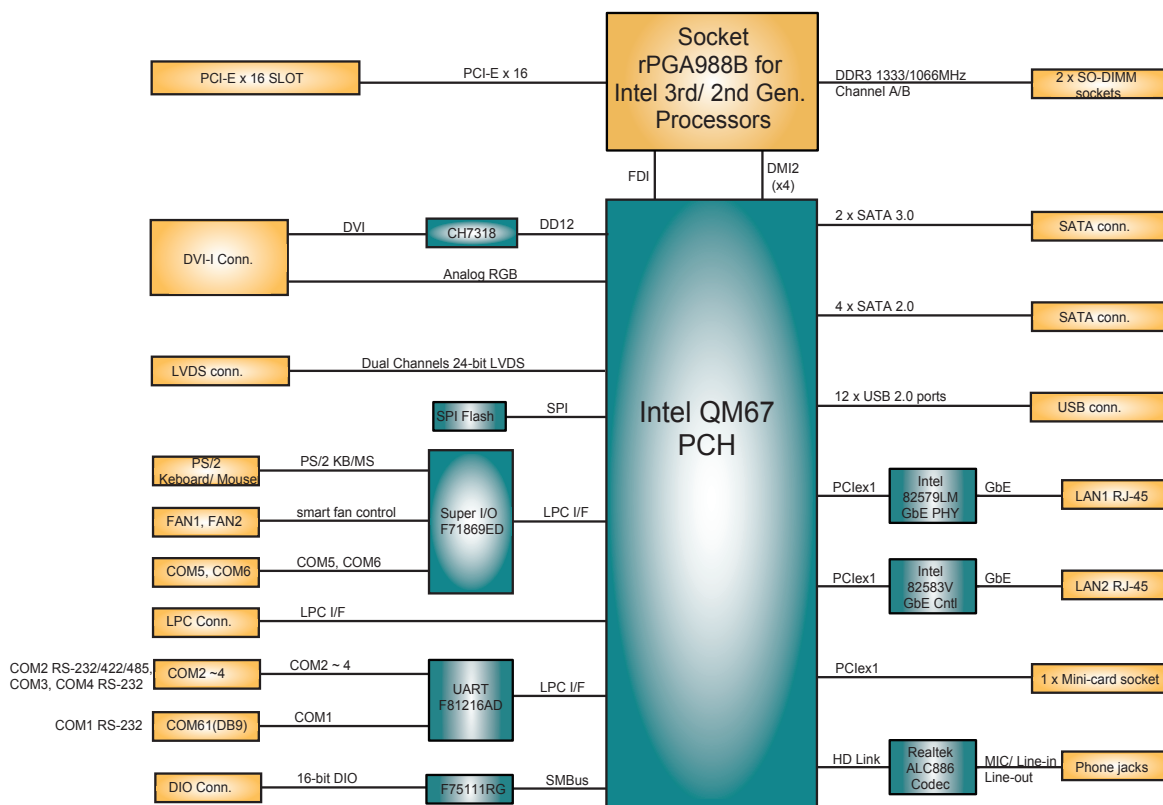 Socket
rPGA988B for
Intel 3rd/ 2nd Gen.
Processors
PCI-E x 16 SLOT
PCI-E x 16
DDR3 1333/1066MHz
Channel A/B
2 x SO-DIMM
sockets
FDI
DMI2
(x4)
Intel QM67
PCH
DVI-I Conn.
DVI
CH7318
DD12
Analog RGB
LVDS conn.
Dual Channels 24-bit LVDS
SPI Flash
SPI
PS/2
Keboard/ Mouse
PS/2 KB/MS
FAN1, FAN2
smart fan control
COM5, COM6
COM5, COM6
Super I/O
F71869ED
LPC I/F
LPC Conn.
LPC I/F
COM2 RS-232/422/485,
COM3, COM4 RS-232
COM2 ~4
COM2 ~ 4
COM1 RS-232
COM61(DB9)
COM1
UART
F81216AD
LPC I/F
DIO Conn.
16-bit DIO
F75111RG
SMBus
2 x SATA 3.0
SATA conn.
4 x SATA 2.0
SATA conn.
12 x USB 2.0 ports
USB conn.
PCIex1
Intel
82579LM
GbE PHY
GbE
LAN1 RJ-45
PCIex1
Intel
82583V
GbE Cntl
GbE
LAN2 RJ-45
PCIex1
1 x Mini-card socket
HD Link
Realtek
ALC886
Codec
MIC/ Line-in
Line-out
Phone jacks